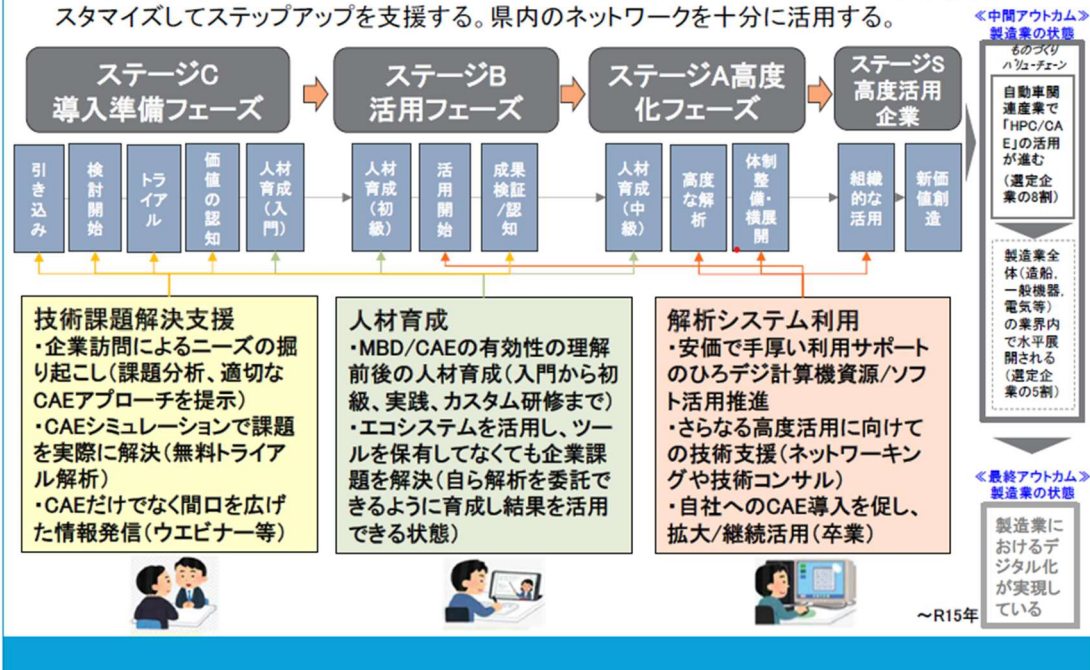 スタマイズしてステップアップを支援する。県内のネットワークを十分に活用する。
ステージC
導入準備フェーズ
ステージB
活用フェーズ
ステージA高度
化フェーズ
ステージS
高度活用
企業
引き込み
検討開始
トライアル
価値の認知
人材育成(入門)
人材育成(初級)
活用開始
成果検証/認知
人材育成(中級)
高度な解析
体制整備・横展開
組織的な活用
新価値創造
技術課題解決支援
・企業訪問によるニーズの掘
り起こし(課題分析、適切な
CAEアプローチを提示)
・CAEシミュレーションで課題
を実際に解決(無料トライア
ル解析)
・CAEだけでなく間口を広げ
た情報発信(ウエビナー等)
人材育成
・MBD/CAEの有効性の理解
前後の人材育成(入門から初
級、実践、カスタム研修まで)
・エコシステムを活用し、ツー
ルを保有してなくても企業課
題を解決(自ら解析を委託で
きるように育成し結果を活用
できる状態)
解析システム利用
・安価で手厚い利用サポート
のひろデジ計算機資源/ソフ
ト活用推進
・さらなる高度活用に向けて
の技術支援(ネットワーキン
グや技術コンサル)
・自社へのCAE導入を促し、
拡大/継続活用(卒業)
≪中間アウトカム≫
製造業の状態
ものづくり
バリューチェーン
自動車関
連産業で
「HPC/CA
E」の活用
が進む
(選定企
業の8割)
製造業全
体(造船,
一般機器,
電気等)
の業界内
で水平展
開される
(選定企
業の5割)
≪最終アウトカム≫
製造業の状態
製造業に
おけるデ
ジタル化
が実現し
ている
～R15年